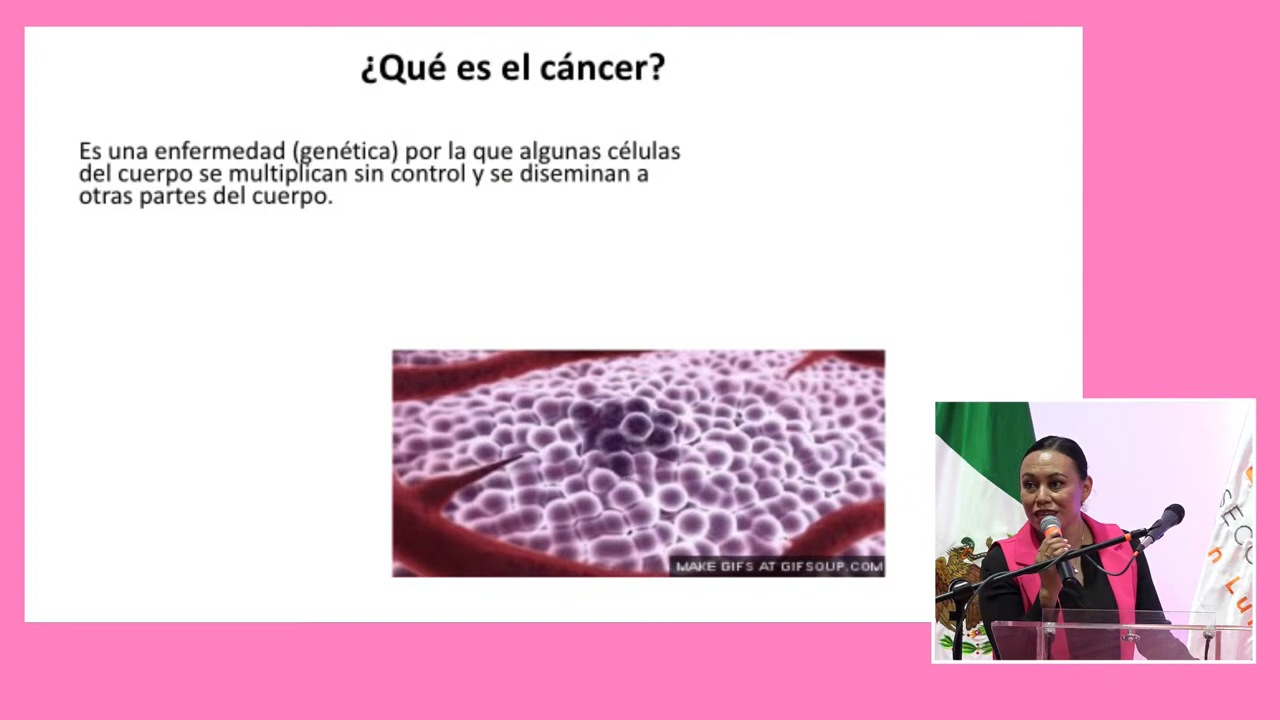 ¿Qué es el cáncer?
Es una enfermedad (genética) por la que algunas células
del cuerpo se multiplican sin control y se diseminan a
otras partes del cuerpo.
MAKE GIFS AT GIFSOUP.COM